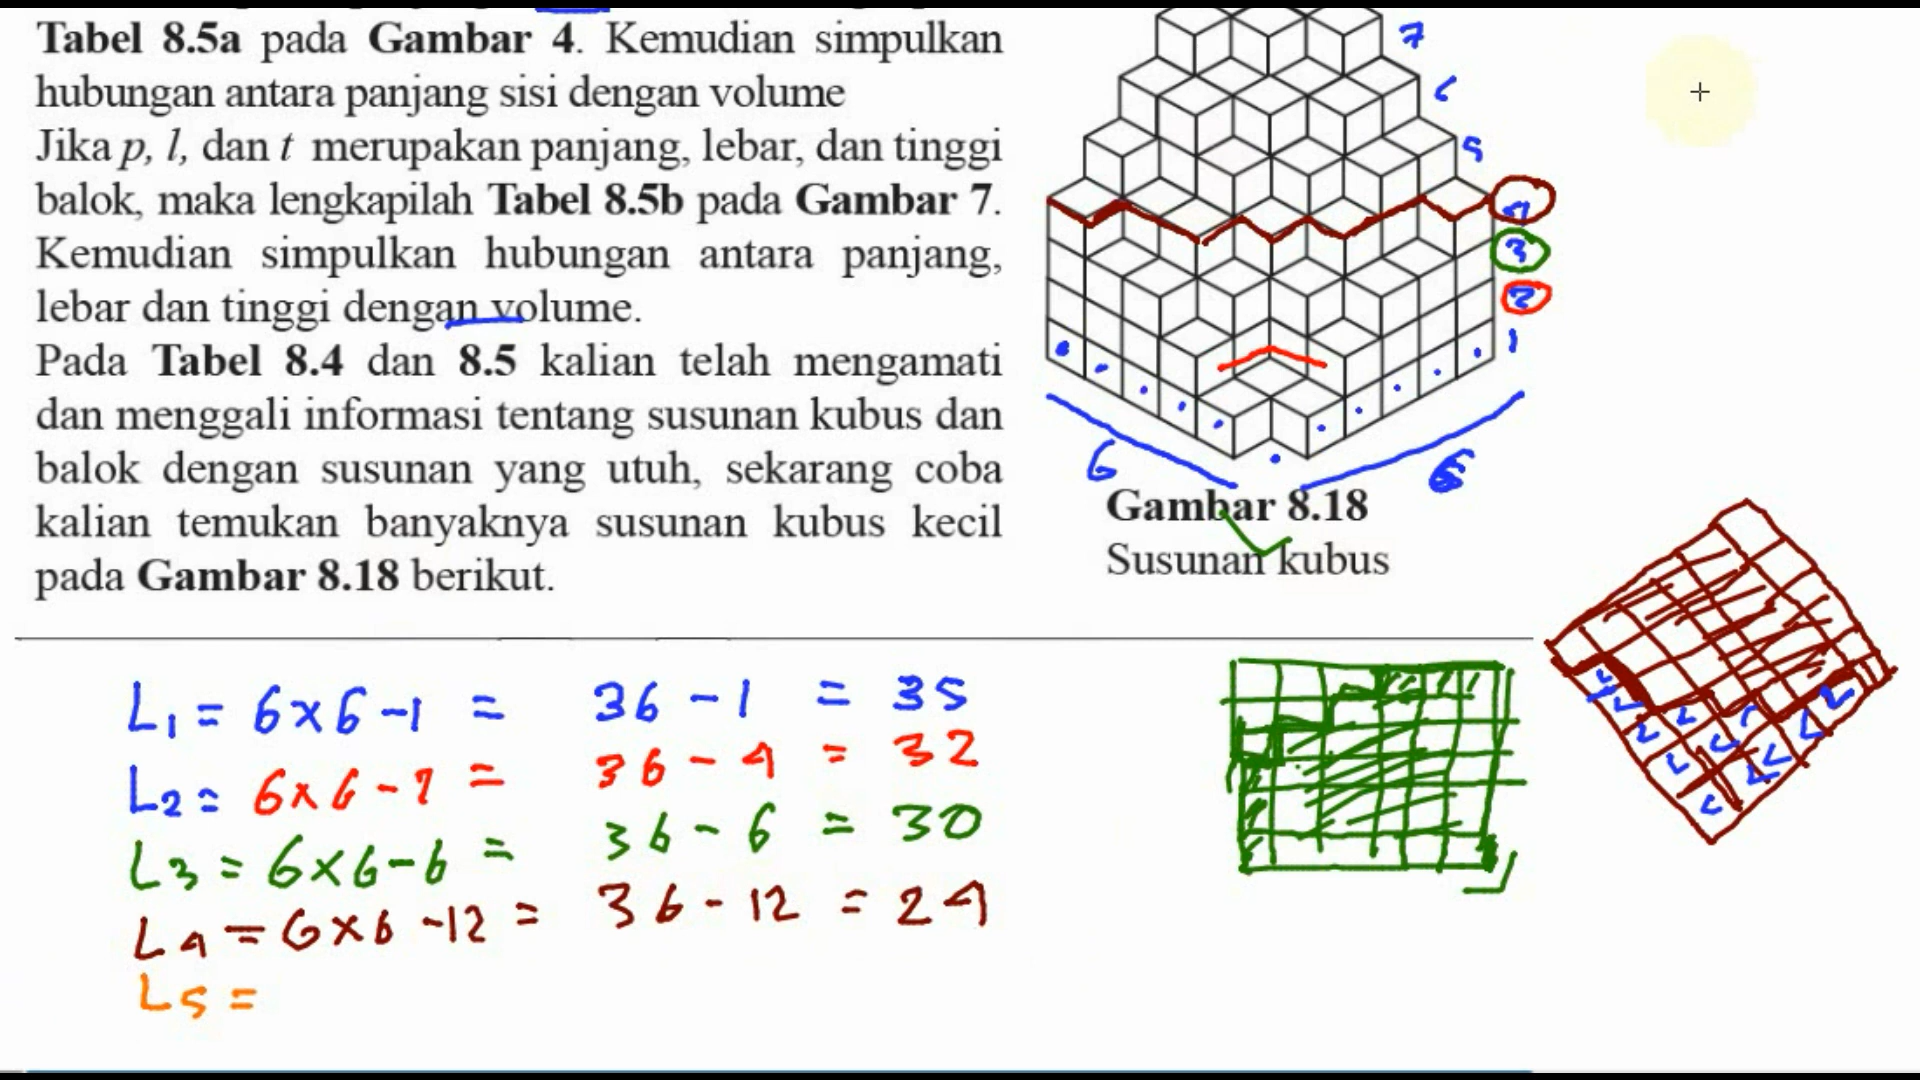 Tabel 8.5a pada Gambar 4. Kemudian simpulkan
hubungan antara panjang sisi dengan volume
Jika p, l, dan t merupakan panjang, lebar, dan tinggi
balok, maka lengkapilah Tabel 8.5b pada Gambar 7.
Kemudian simpulkan hubungan antara panjang,
lebar dan tinggi dengan volume.
Pada Tabel 8.4 dan 8.5 kalian telah mengamati
dan menggali informasi tentang susunan kubus dan
balok dengan susunan yang utuh, sekarang coba
kalian temukan banyaknya susunan kubus kecil
pada Gambar 8.18 berikut.
7
6
5
4
3
2
1
6
Gambar 8.18
Susunan kubus
L1 = 6×6-1 = 36 - 1 = 35
L2 = 6×6- = 36 - 4 = 32
L3 = 6×6-6 = 36 - 6 = 30
L4 = 6×6-12 = 36 - 12 = 24
L5 =